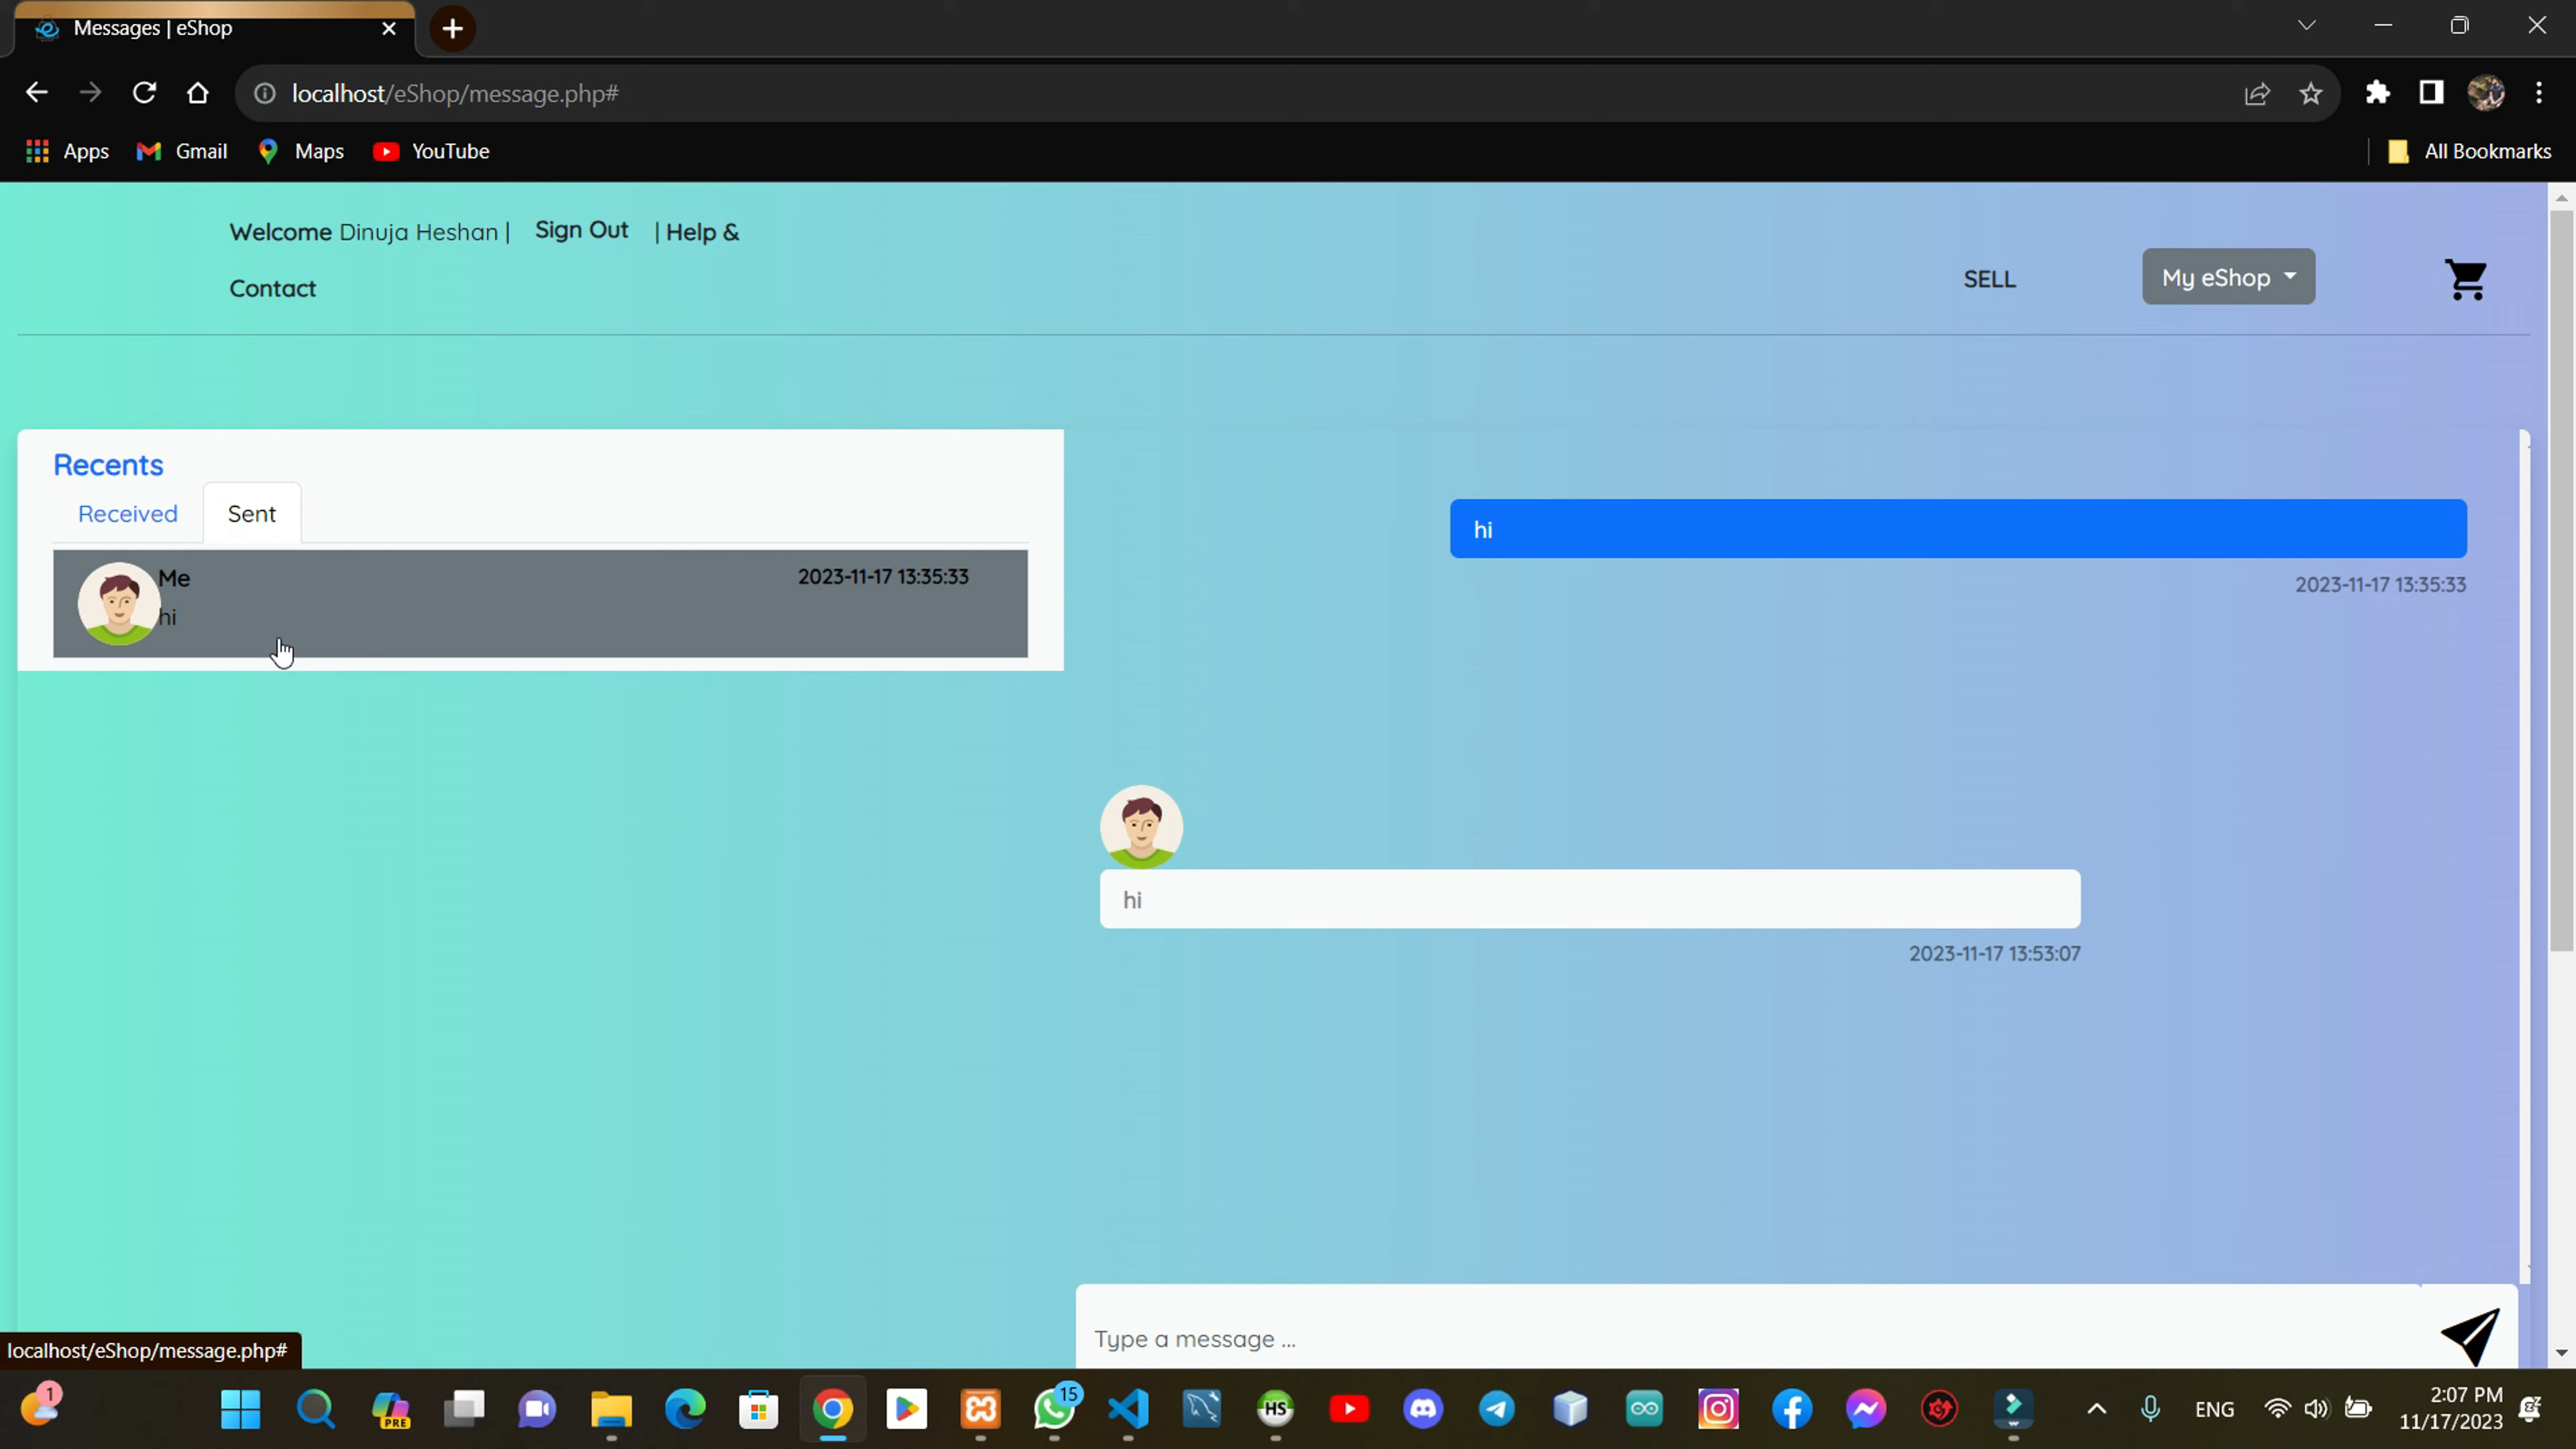 Messages | eShop
localhost/eShop/message.php#
Apps Gmail Maps YouTube All Bookmarks
Welcome Dinuja Heshan | Sign Out | Help &
Contact
SELL My eShop
Recents
Received Sent
Me 2023-11-17 13:35:33
hi
hi
2023-11-17 13:35:33
hi
2023-11-17 13:53:07
Type a message ...
localhost/eShop/message.php#
1
PRE
15
HS
ENG
2:07 PM
11/17/2023